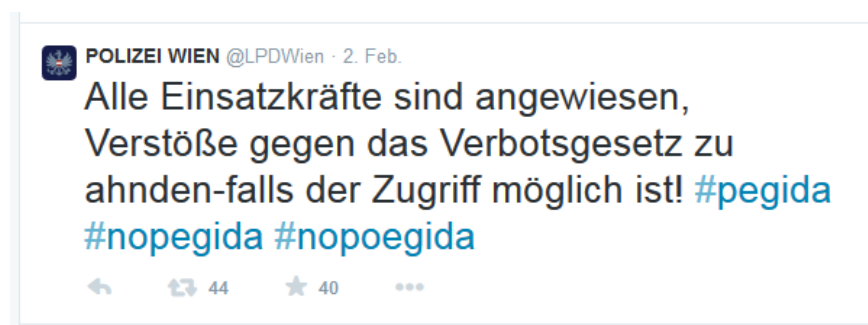 POLIZEI WIEN @LPDWien · 2. Feb.
Alle Einsatzkräfte sind angewiesen,
Verstöße gegen das Verbotsgesetz zu
ahnden-falls der Zugriff möglich ist! #pegida
#nopegida #nopoegida
44 40